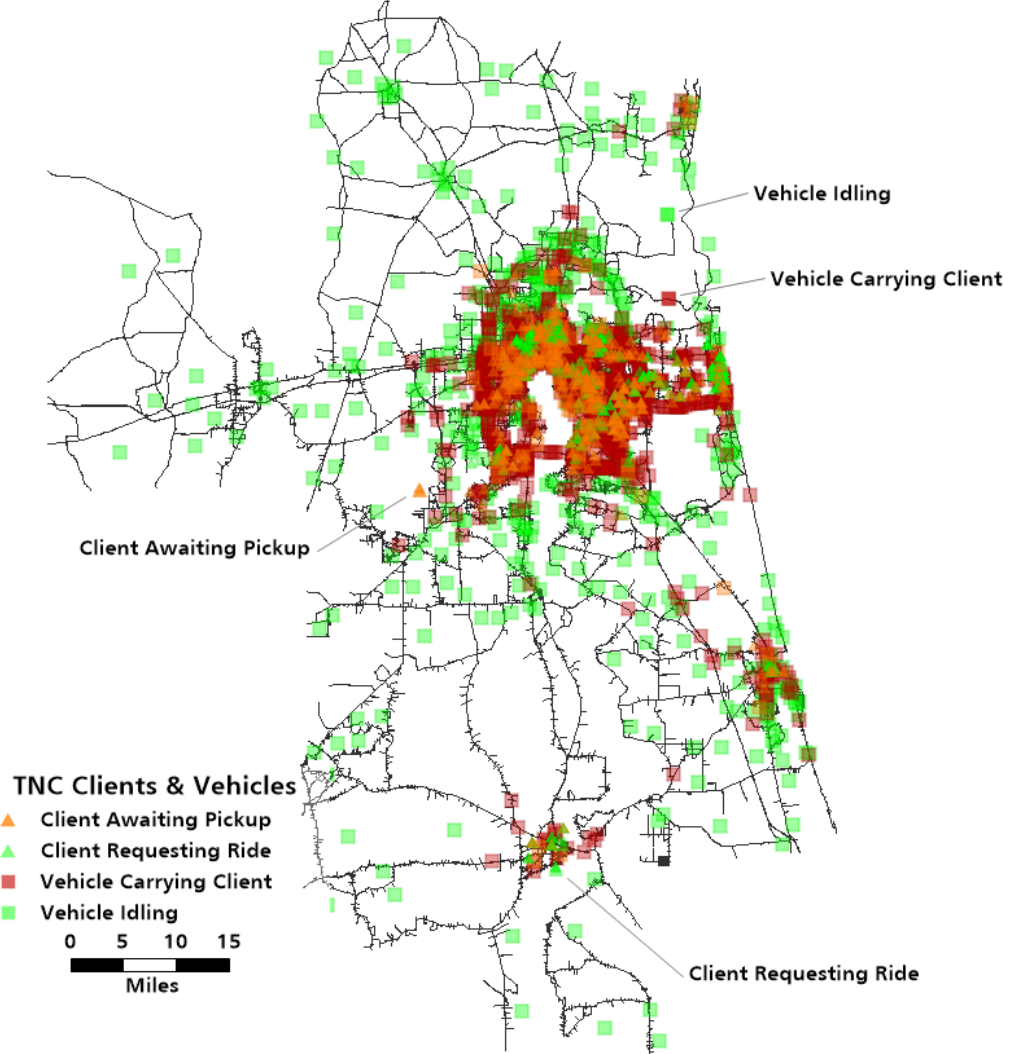 Vehicle Idling
Vehicle Carrying Client
Client Awaiting Pickup
TNC Clients & Vehicles
Client Awaiting Pickup
Client Requesting Ride
Vehicle Carrying Client
Vehicle Idling
0 5 10 15
Miles
Client Requesting Ride